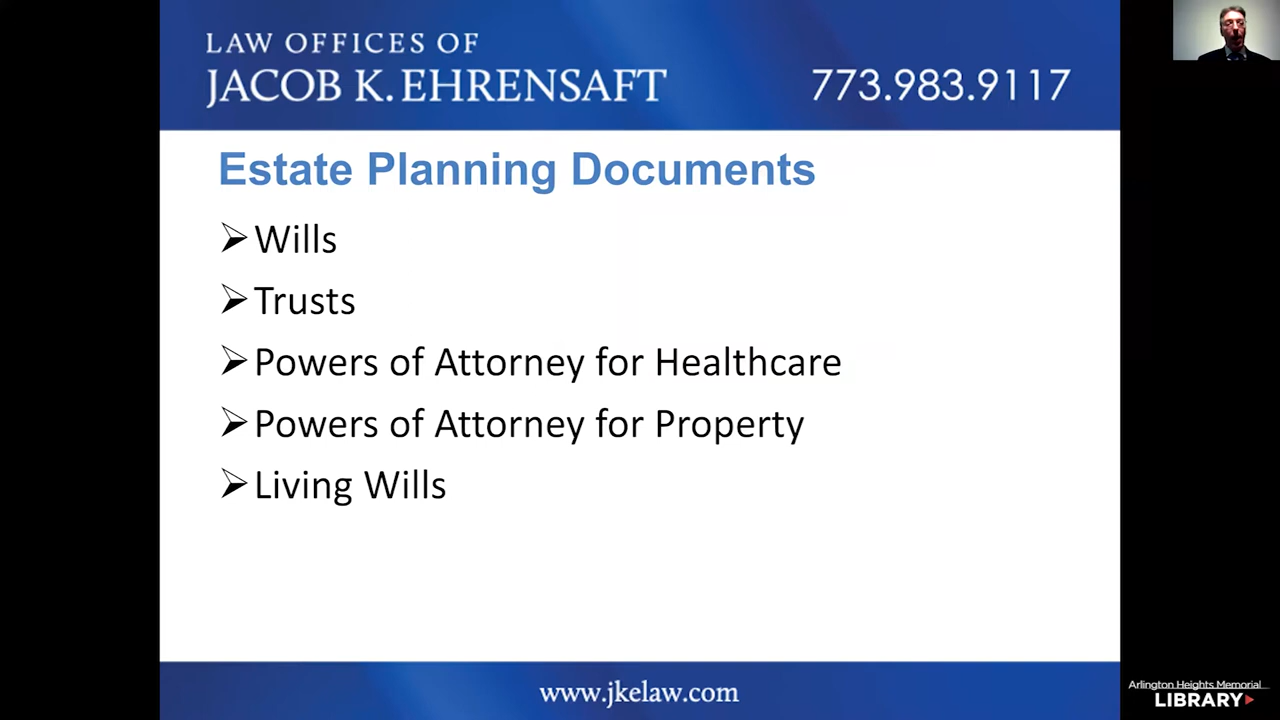 LAW OFFICES OF
JACOB K. EHRENSAFT
773.983.9117
Estate Planning Documents
➢ Wills
➢ Trusts
➢ Powers of Attorney for Healthcare
➢ Powers of Attorney for Property
➢ Living Wills
www.jkelaw.com
Arlington Heights Memorial
LIBRARY